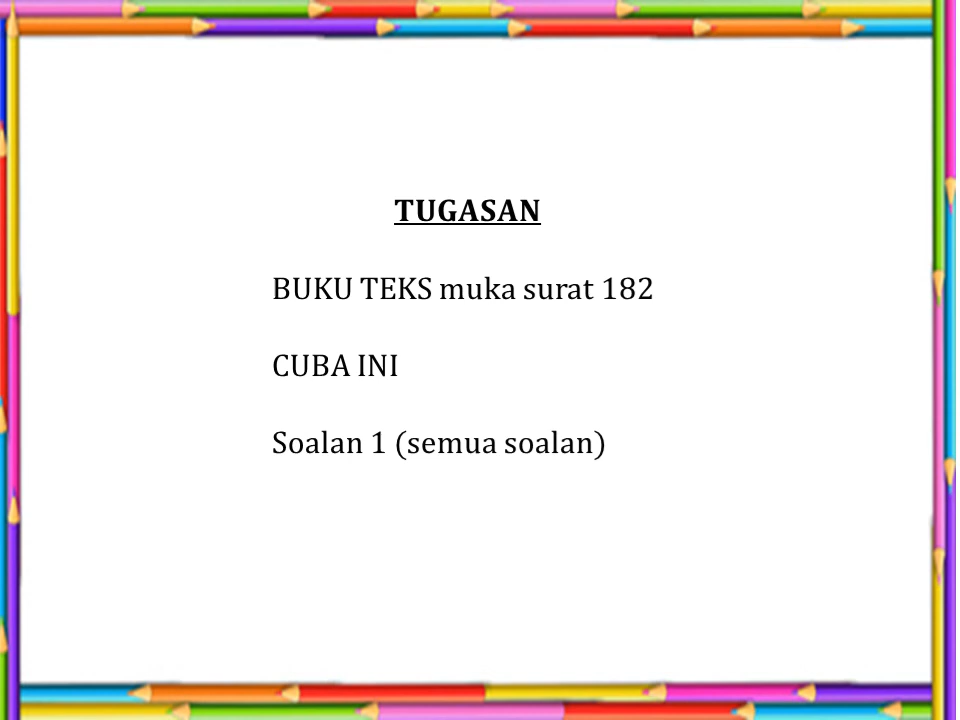 TUGASAN
BUKU TEKS muka surat 182
CUBA INI
Soalan 1 (semua soalan)